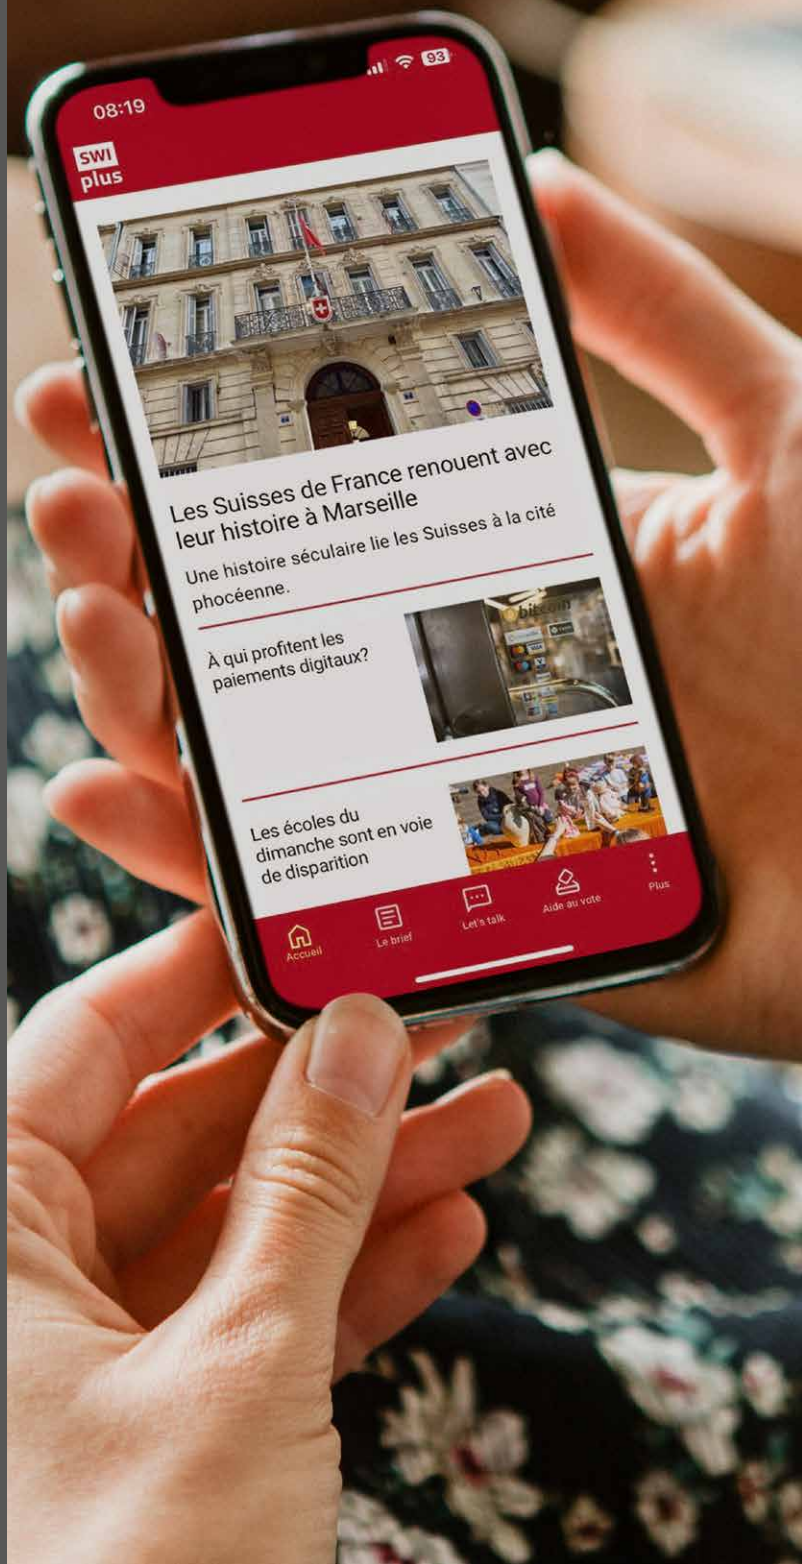 08:19
93
SWI
plus
Les Suisses de France renouent avec
leur histoire à Marseille
Une histoire séculaire lie les Suisses à la cité
phocéenne.
À qui profitent les
paiements digitaux?
bitcoin
VISA
Les écoles du
dimanche sont en voie
de disparition
Accueil
Le brief
Let's talk
Aide au vote
Plus